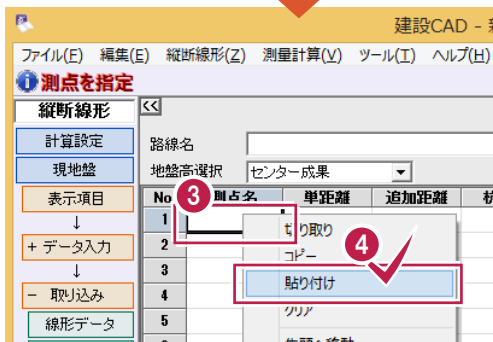 建設CAD -
ファイル(F) 編集(E) 縦断線形(Z) 測量計算(V) ツール(T) ヘルプ(H)
測点を指定
縦断線形 <<
計算設定
路線名
現地盤
地盤高選択 センター成果
表示項目
No 3 測点名 単距離 追加距離
1
↓
切り取り
+ データ入力
2
4
コピー
↓
3
貼り付け
- 取り込み
4
クリア
線形データ
5